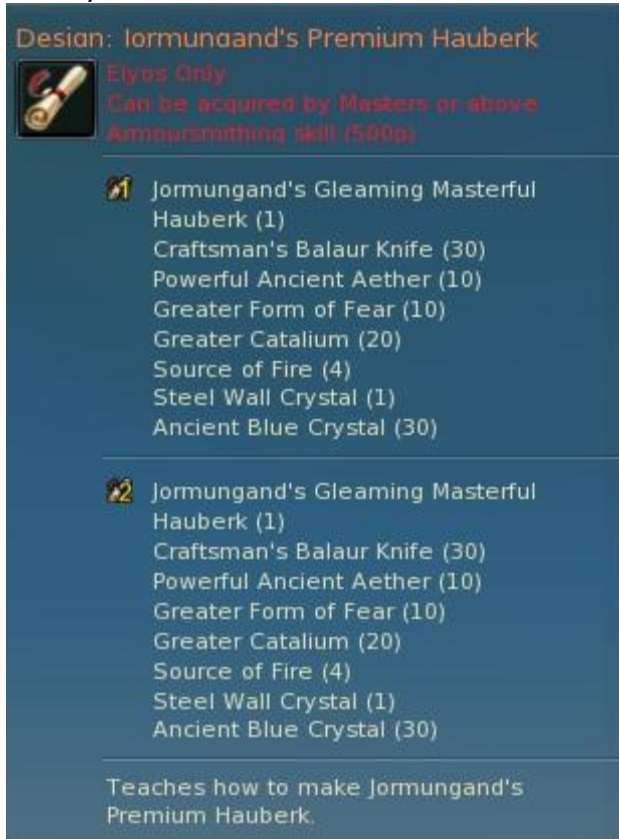 Design: Jormungand's Premium Hauberk
Elyos Only
Can be acquired by Masters or above
Armoursmithing skill (500p)
1 Jormungand's Gleaming Masterful
Hauberk (1)
Craftsman's Balaur Knife (30)
Powerful Ancient Aether (10)
Greater Form of Fear (10)
Greater Catalium (20)
Source of Fire (4)
Steel Wall Crystal (1)
Ancient Blue Crystal (30)
2 Jormungand's Gleaming Masterful
Hauberk (1)
Craftsman's Balaur Knife (30)
Powerful Ancient Aether (10)
Greater Form of Fear (10)
Greater Catalium (20)
Source of Fire (4)
Steel Wall Crystal (1)
Ancient Blue Crystal (30)
Teaches how to make Jormungand's
Premium Hauberk.